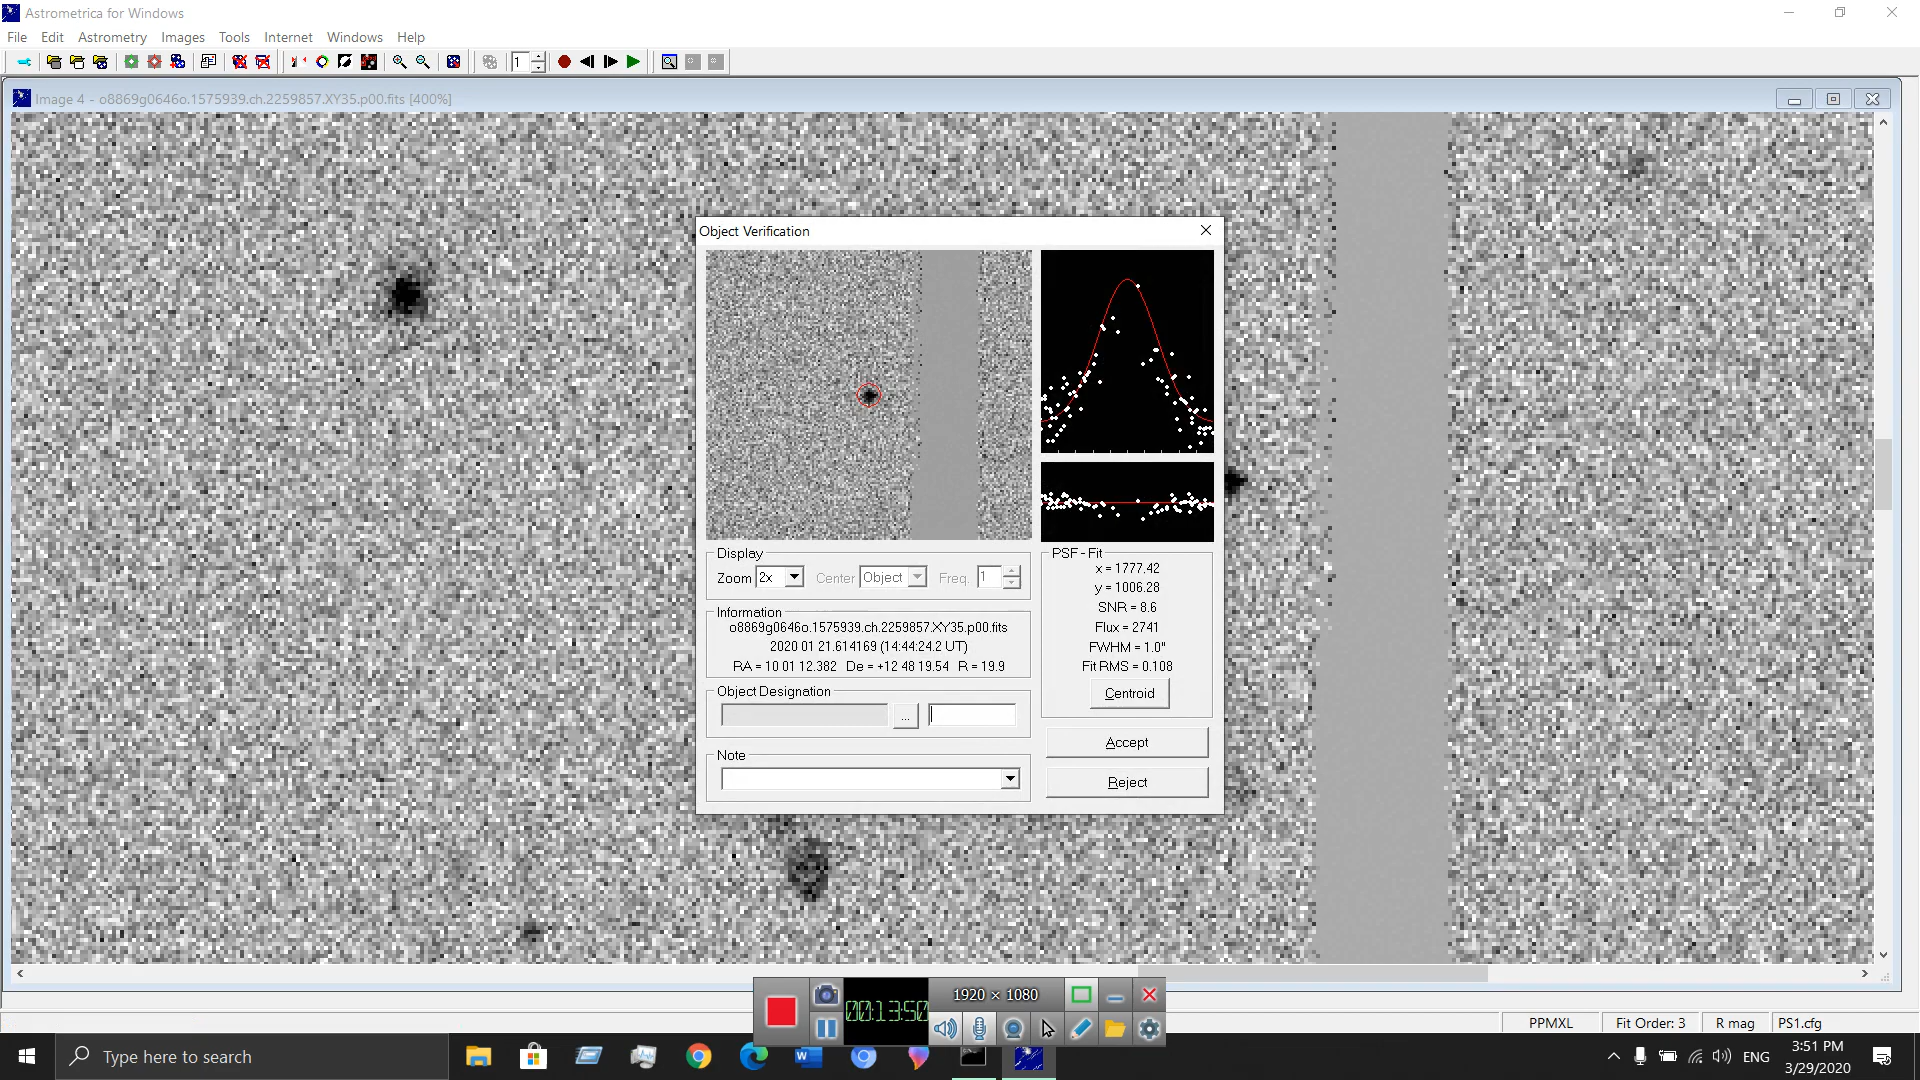 Astrometrica for Windows
File Edit Astrometry Images Tools Internet Windows Help
1
Image 4 - o8869g0646o.1575939.ch.2259857.XY35.p00.fits [400%]
Object Verification
Display
Zoom 2x Center Object Freq. 1
Information
o8869g0646o.1575939.ch.2259857.XY35.p00.fits
2020 01 21.614169 (14:44:24.2 UT)
RA = 10 01 12.382 De = +12 48 19.54 R = 19.9
Object Designation
...
Note
PSF - Fit
x = 1777.42
y = 1006.28
SNR = 8.6
Flux = 2741
FWHM = 1.0"
Fit RMS = 0.108
Centroid
Accept
Reject
00:13:50
1920 × 1080
PPMXL Fit Order: 3 R mag PS1.cfg
Type here to search
ENG
3:51 PM
3/29/2020